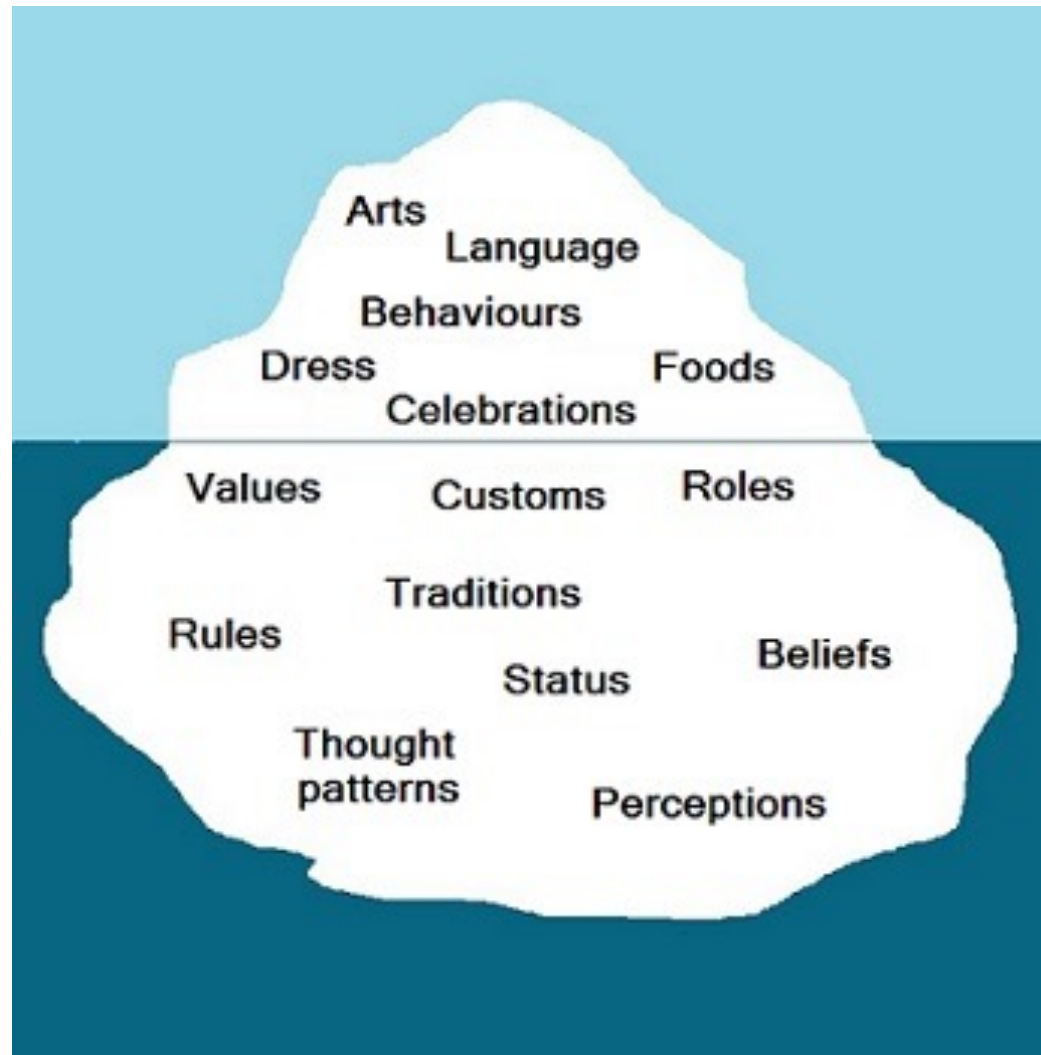 Arts
Language
Behaviours
Dress
Foods
Celebrations
Values
Customs
Roles
Traditions
Rules
Beliefs
Status
Thought
patterns
Perceptions